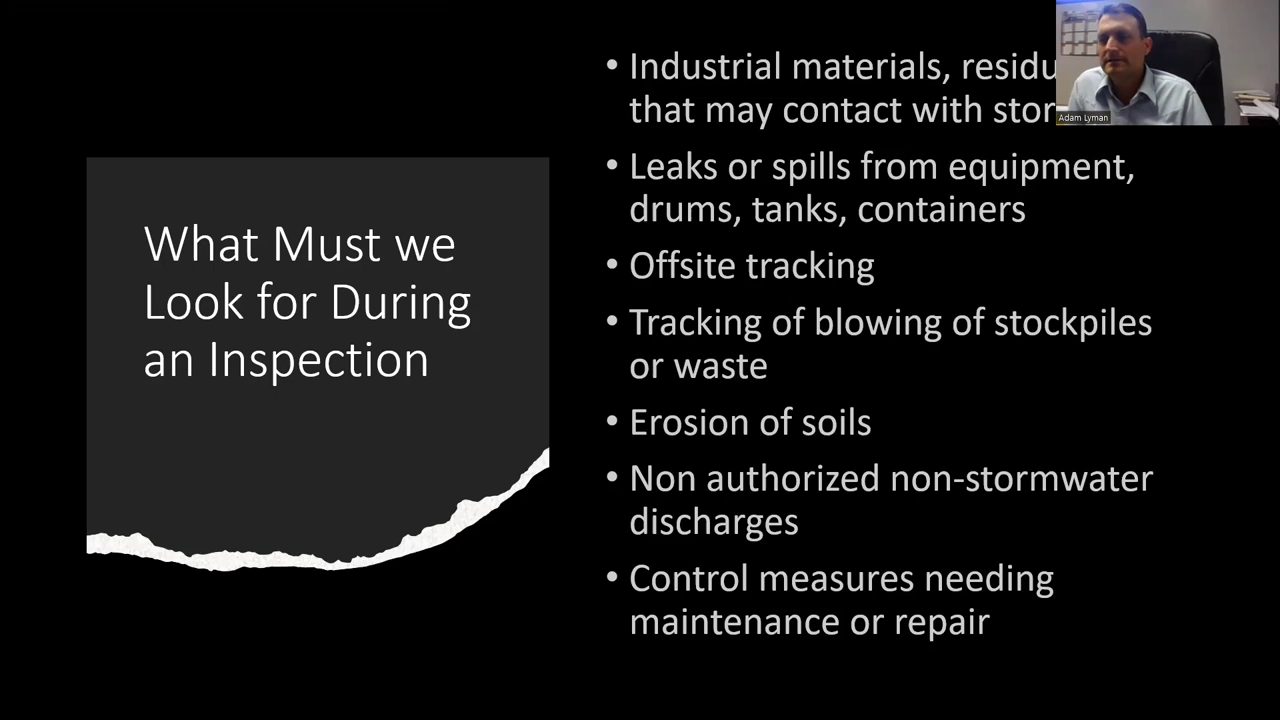 What Must we
Look for During
an Inspection
• Industrial materials,
that may contact with
• Leaks or spills from equipment,
drums, tanks, containers
• Offsite tracking
• Tracking of blowing of stockpiles
or waste
• Erosion of soils
• Non authorized non-stormwater
discharges
• Control measures needing
maintenance or repair
Adam Lyman